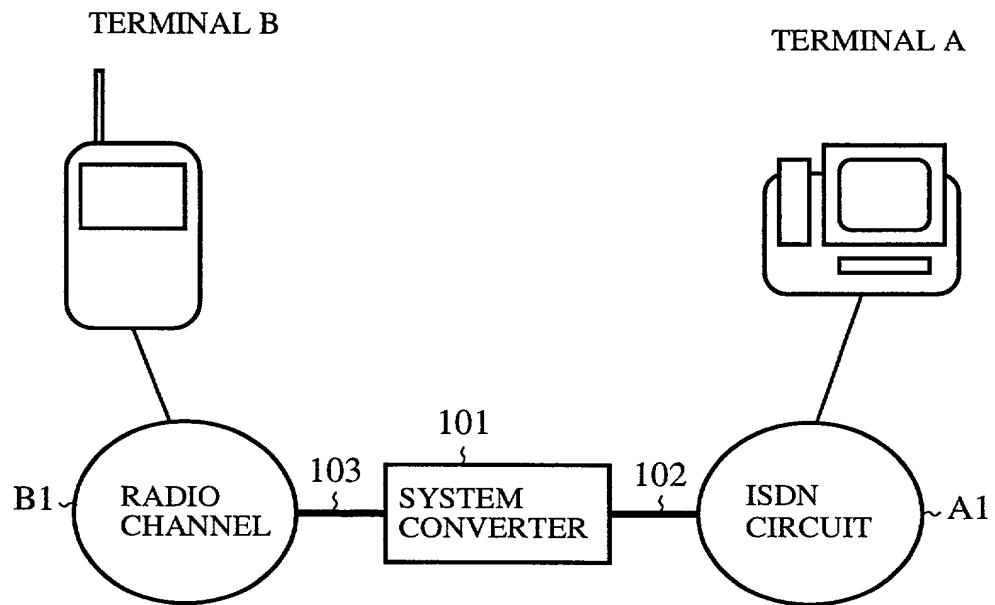 TERMINAL B
TERMINAL A
101
103
102
B1
RADIO
CHANNEL
SYSTEM
CONVERTER
ISDN
CIRCUIT
A1